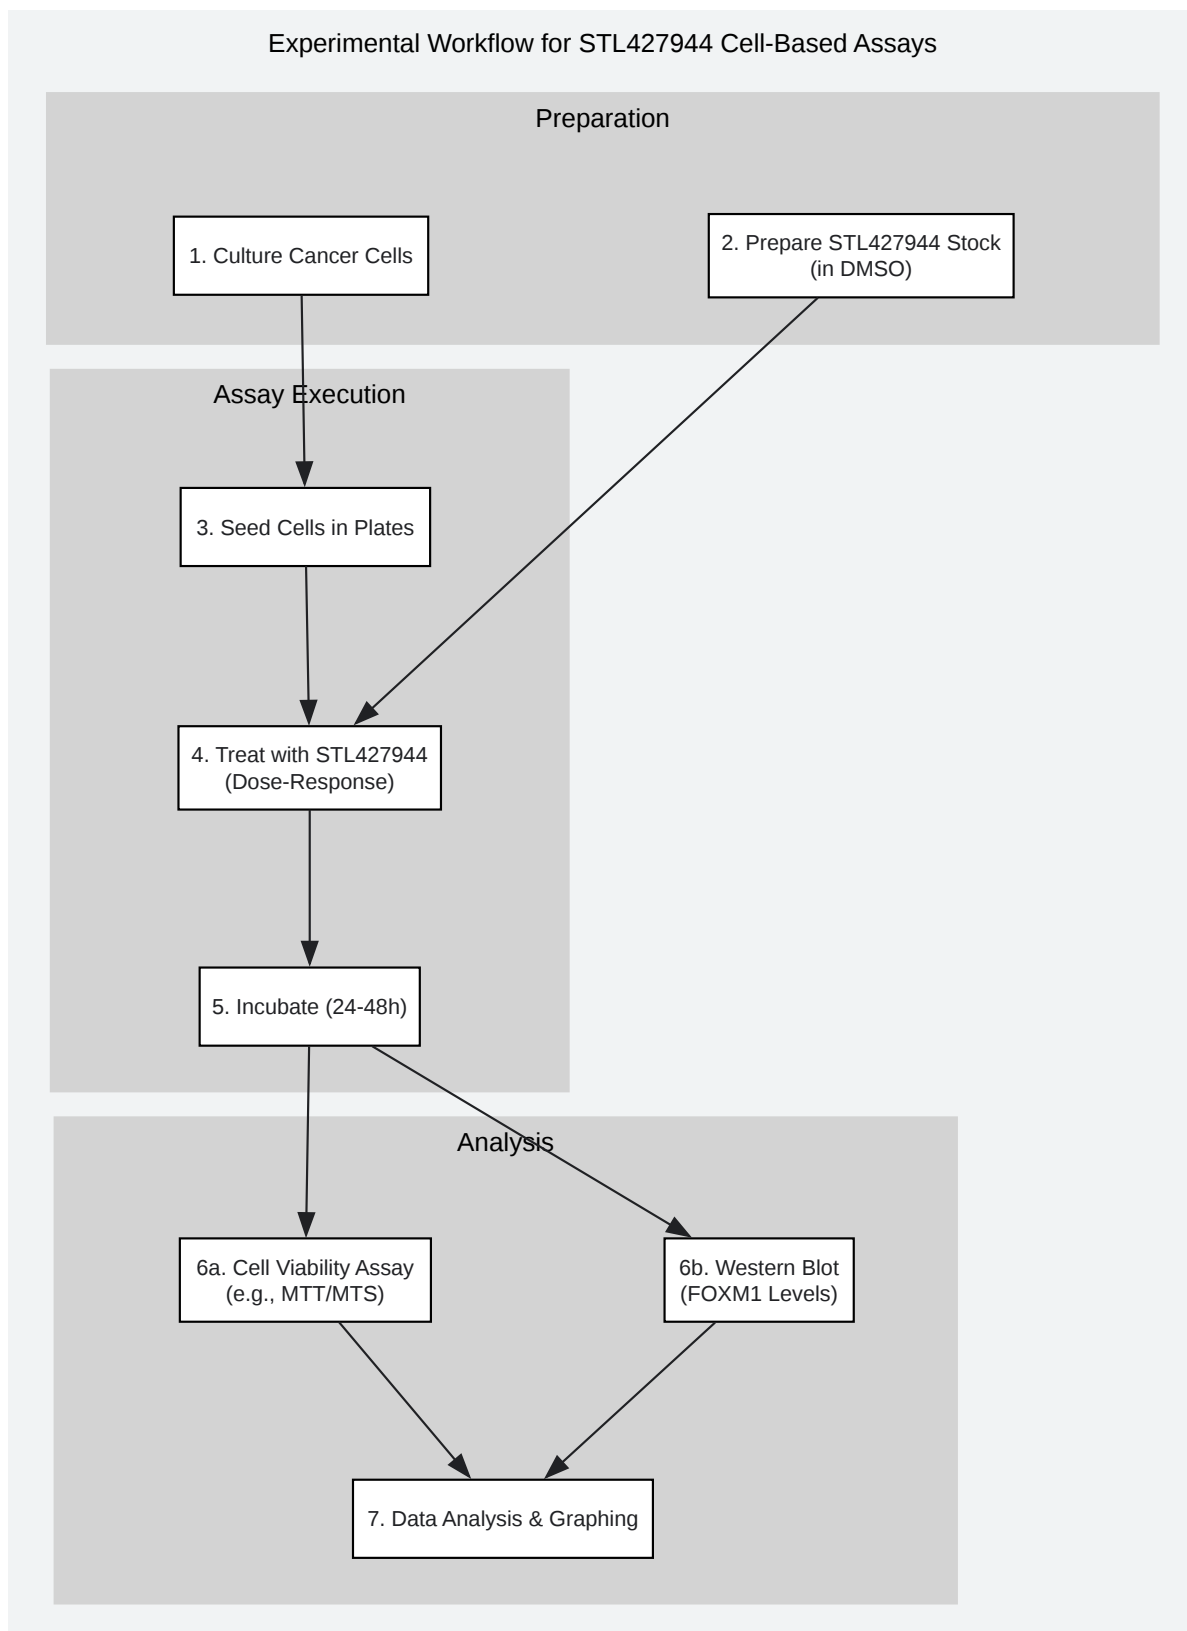 Experimental Workflow for STL427944 Cell-Based Assays
Preparation
1. Culture Cancer Cells
2. Prepare STL427944 Stock
(in DMSO)
Assay Execution
3. Seed Cells in Plates
4. Treat with STL427944
(Dose-Response)
5. Incubate (24-48h)
Analysis
6a. Cell Viability Assay
(e.g., MTT/MTS)
6b. Western Blot
(FOXM1 Levels)
7. Data Analysis & Graphing